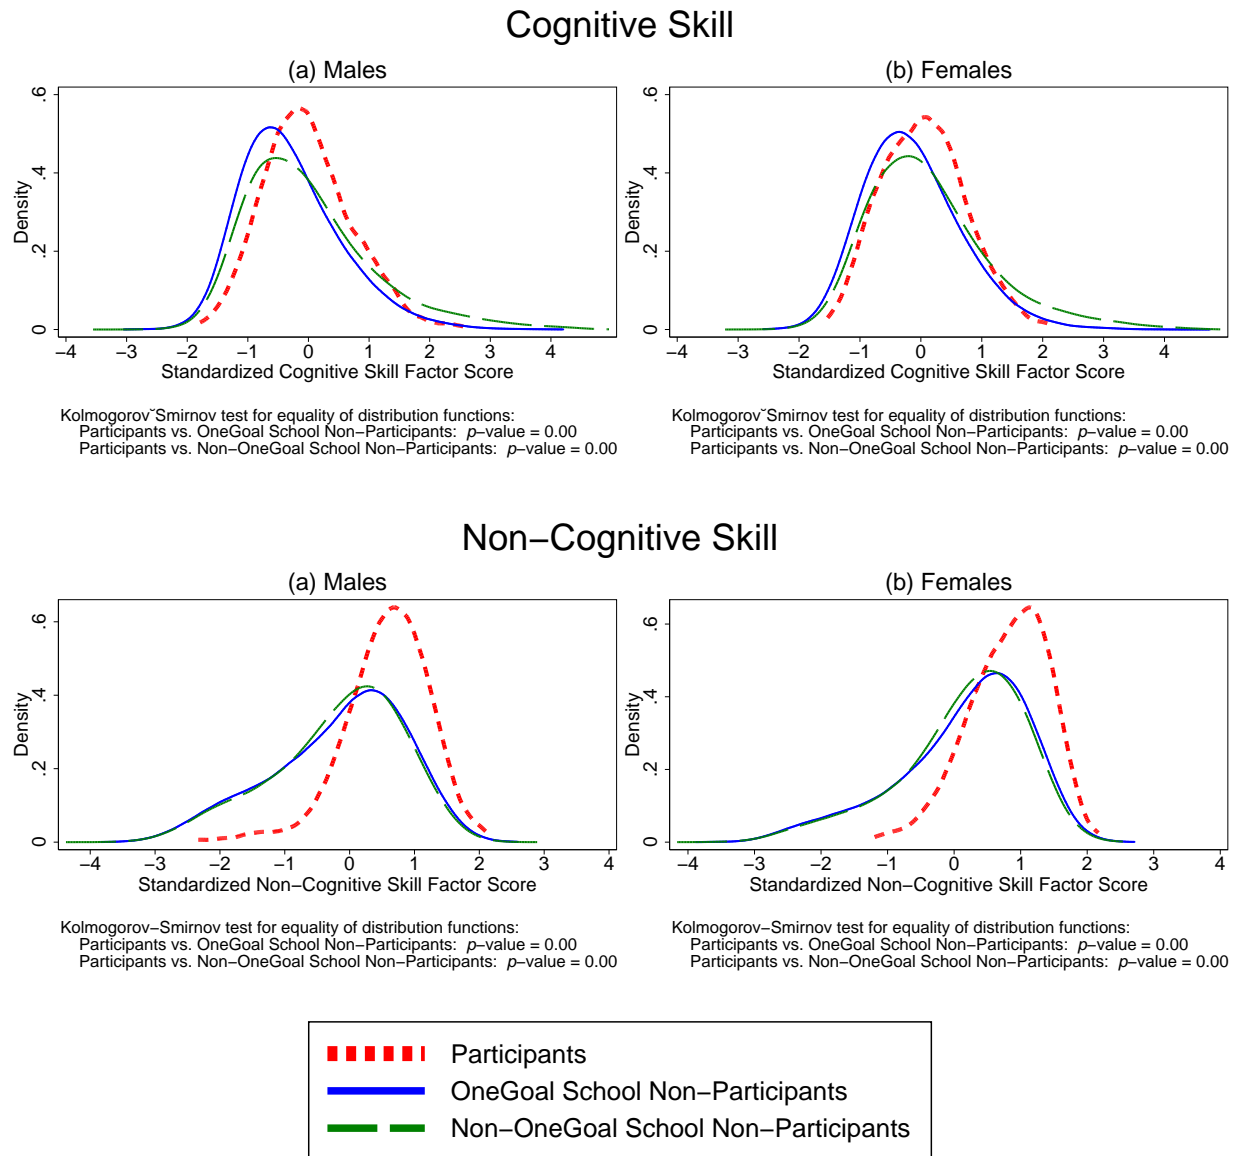 Cognitive Skill
(a) Males
.6
.4
.2
0
Density
−4 −3 −2 −1 0 1 2 3 4
Standardized Cognitive Skill Factor Score
Kolmogorov˘Smirnov test for equality of distribution functions:
Participants vs. OneGoal School Non−Participants: p−value = 0.00
Participants vs. Non−OneGoal School Non−Participants: p−value = 0.00
(b) Females
.6
.4
.2
0
Density
−4 −3 −2 −1 0 1 2 3 4
Standardized Cognitive Skill Factor Score
Kolmogorov˘Smirnov test for equality of distribution functions:
Participants vs. OneGoal School Non−Participants: p−value = 0.00
Participants vs. Non−OneGoal School Non−Participants: p−value = 0.00
Non−Cognitive Skill
(a) Males
.6
.4
.2
0
Density
−4 −3 −2 −1 0 1 2 3 4
Standardized Non−Cognitive Skill Factor Score
Kolmogorov−Smirnov test for equality of distribution functions:
Participants vs. OneGoal School Non−Participants: p−value = 0.00
Participants vs. Non−OneGoal School Non−Participants: p−value = 0.00
(b) Females
.6
.4
.2
0
Density
−4 −3 −2 −1 0 1 2 3 4
Standardized Non−Cognitive Skill Factor Score
Kolmogorov−Smirnov test for equality of distribution functions:
Participants vs. OneGoal School Non−Participants: p−value = 0.00
Participants vs. Non−OneGoal School Non−Participants: p−value = 0.00
Participants
OneGoal School Non−Participants
Non−OneGoal School Non−Participants